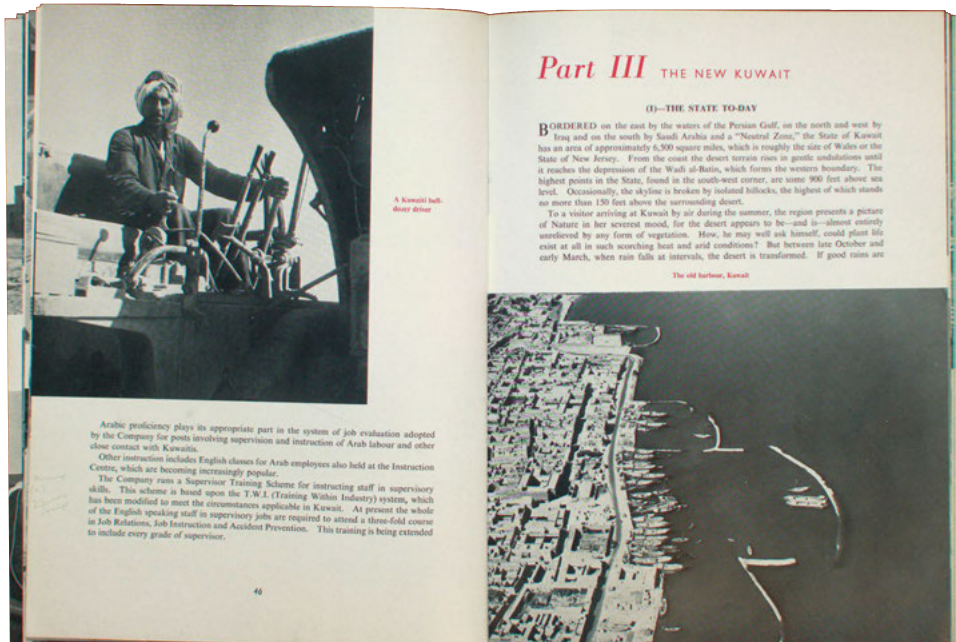 A Kuwaiti bull-
dozer driver
Arabic proficiency plays its appropriate part in the system of job evaluation adopted
by the Company for posts involving supervision and instruction of Arab labour and other
close contact with Kuwaitis.
Other instruction includes English classes for Arab employees also held at the Instruction
Centre, which are becoming increasingly popular.
The Company runs a Supervisor Training Scheme for instructing staff in supervisory
skills. This scheme is based upon the T.W.I. (Training Within Industry) system, which
has been modified to meet the circumstances applicable in Kuwait. At present the whole
of the English speaking staff in supervisory jobs are required to attend a three-fold course
in Job Relations, Job Instruction and Accident Prevention. This training is being extended
to include every grade of supervisor.
46
Part III THE NEW KUWAIT
(1)—THE STATE TO-DAY
BORDERED on the east by the waters of the Persian Gulf, on the north and west by
Iraq and on the south by Saudi Arabia and a "Neutral Zone," the State of Kuwait
has an area of approximately 6,500 square miles, which is roughly the size of Wales or the
State of New Jersey. From the coast the desert terrain rises in gentle undulations until
it reaches the depression of the Wadi al-Batin, which forms the western boundary. The
highest points in the State, found in the south-west corner, are some 900 feet above sea
level. Occasionally, the skyline is broken by isolated hillocks, the highest of which stands
no more than 150 feet above the surrounding desert.
To a visitor arriving at Kuwait by air during the summer, the region presents a picture
of Nature in her severest mood, for the desert appears to be—and is—almost entirely
unrelieved by any form of vegetation. How, he may well ask himself, could plant life
exist at all in such scorching heat and arid conditions? But between late October and
early March, when rain falls at intervals, the desert is transformed. If good rains are
The old harbour, Kuwait